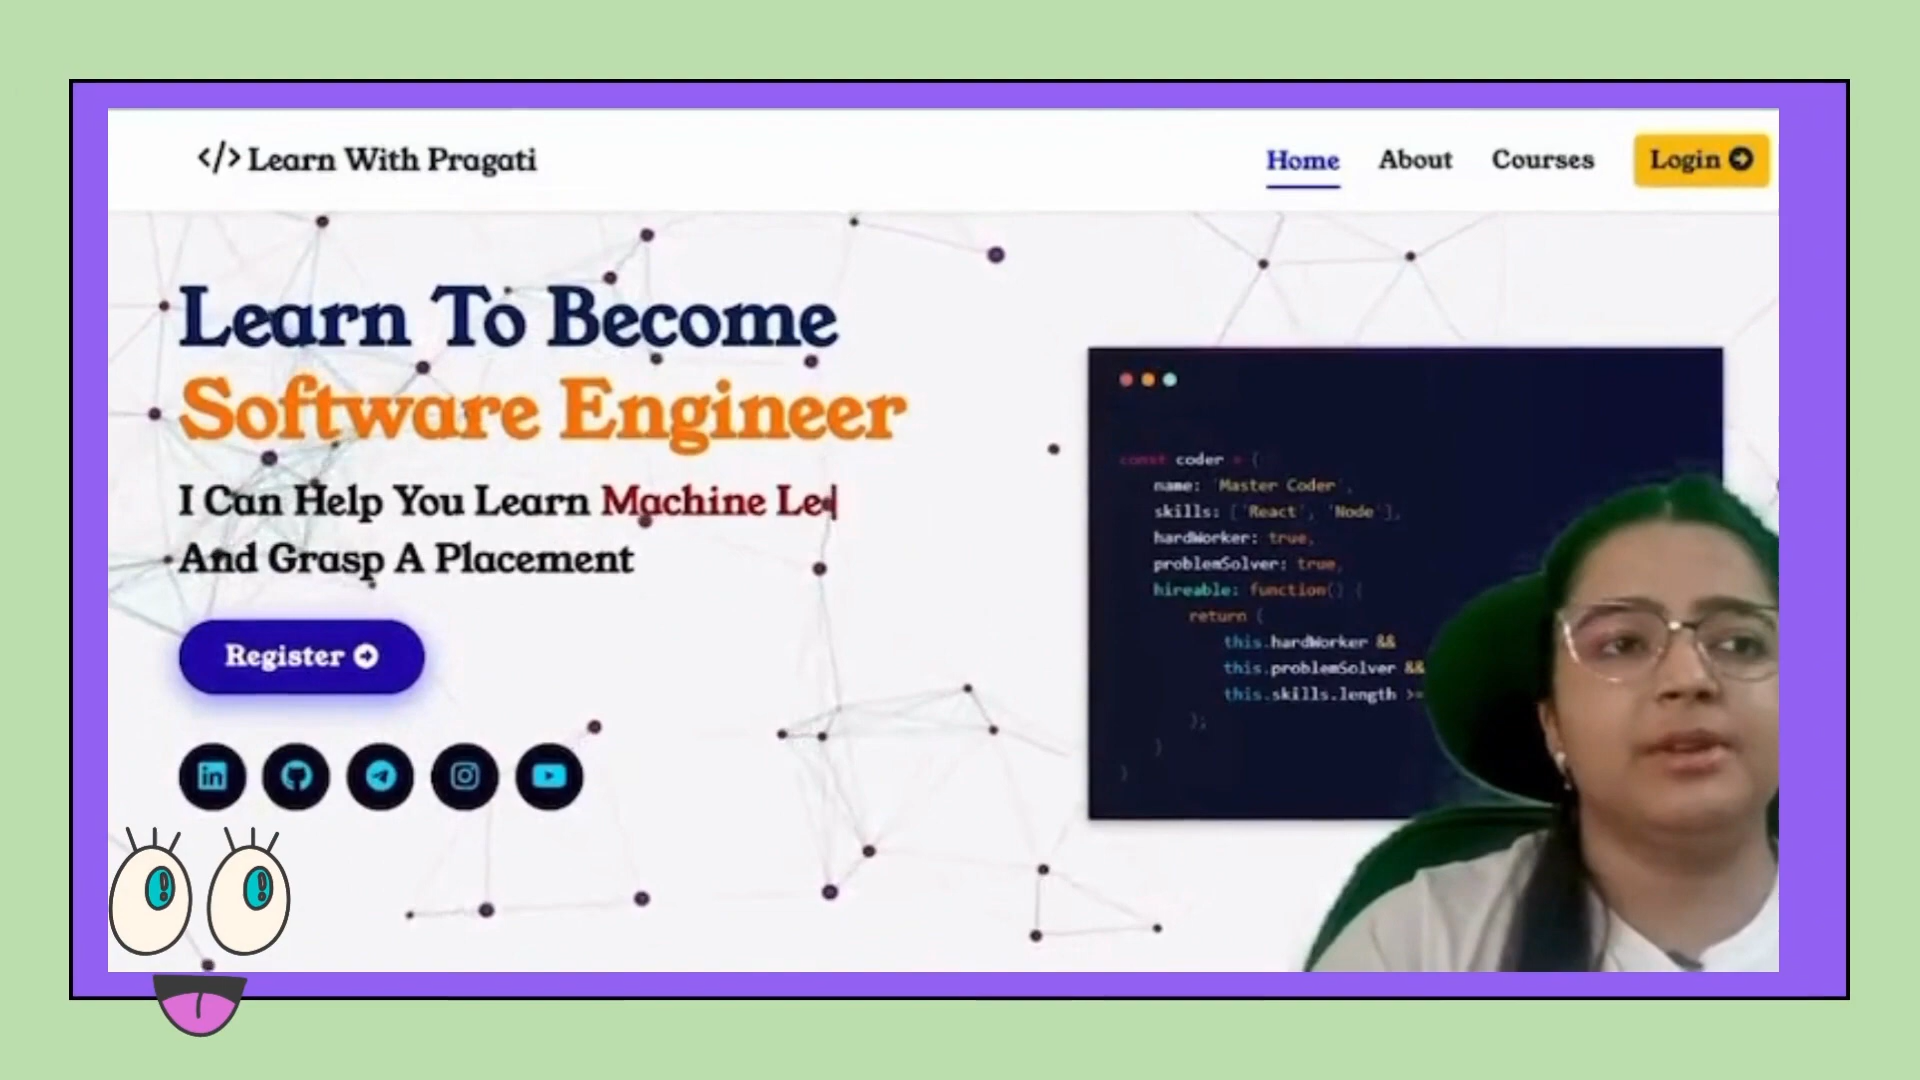 </> Learn With Pragati
Home About Courses Login
Learn To Become
Software Engineer
I Can Help You Learn Machine Le|
And Grasp A Placement
Register
in
const coder = {
name: 'Master Coder',
skills: ['React', 'Node'],
hardWorker: true,
problemSolver: true,
hireable: function() {
return (
this.hardWorker &&
this.problemSolver &&
this.skills.length >=
);
}
}